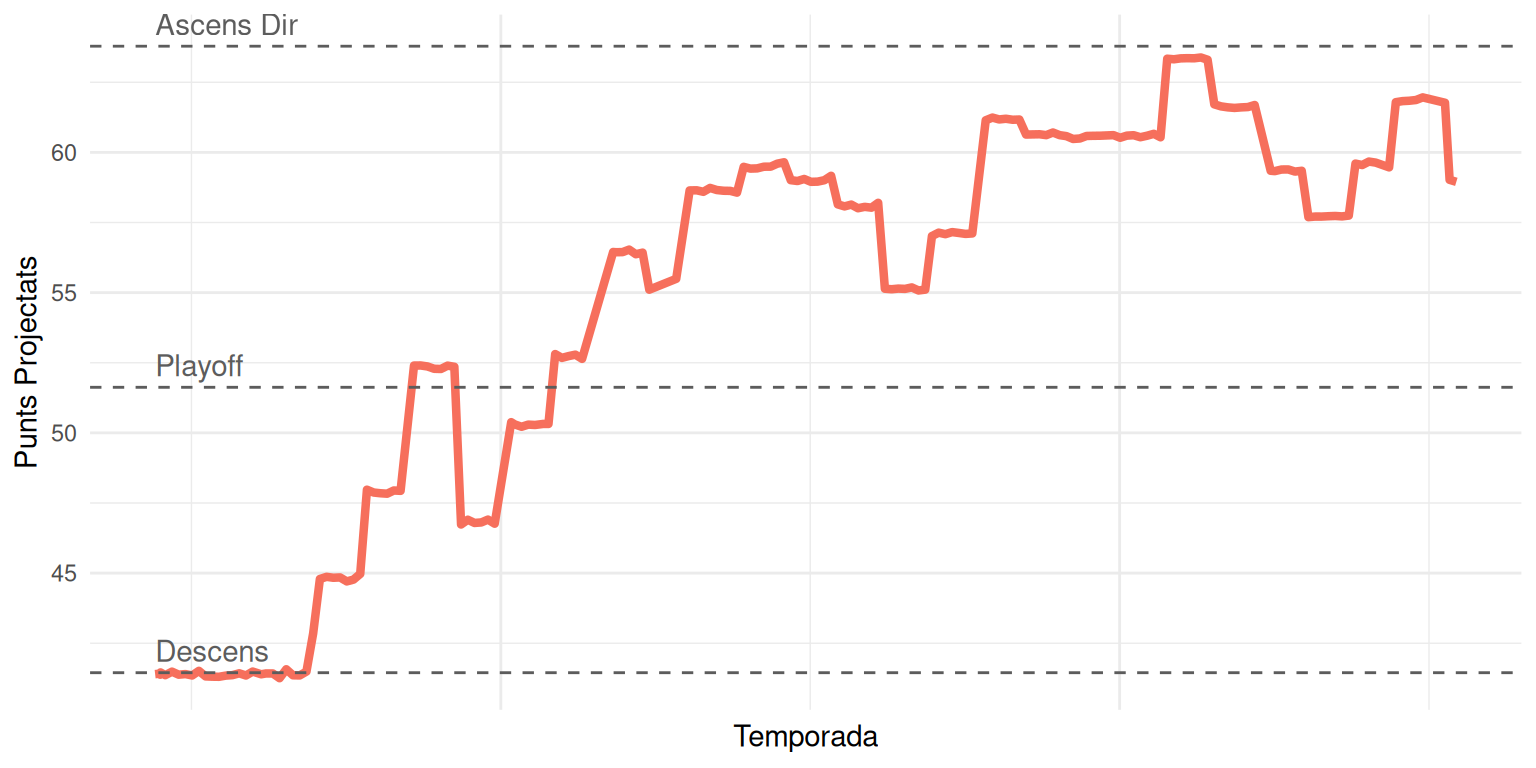 Ascens Dir
60
55
Playoff
50
45
Descens
Punts Projectats
Temporada